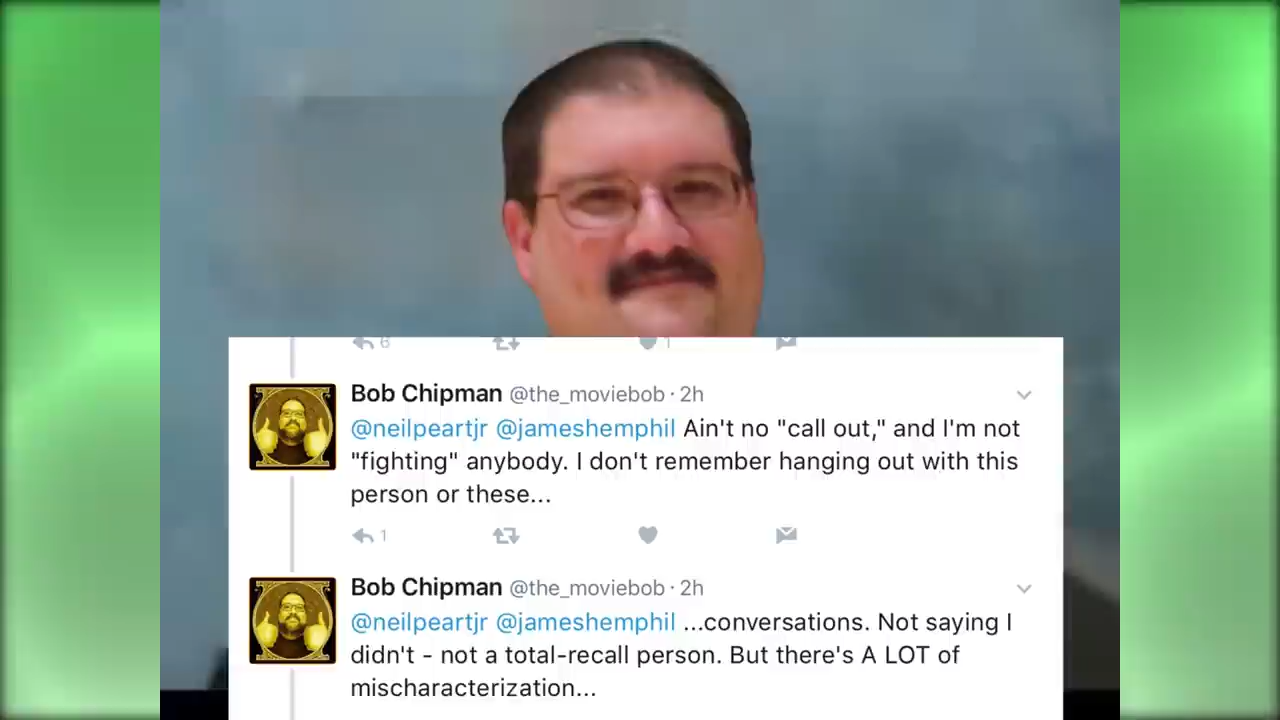 6 1
Bob Chipman @the_moviebob · 2h
@neilpeartjr @jameshemphil Ain't no "call out," and I'm not
"fighting" anybody. I don't remember hanging out with this
person or these...
1
Bob Chipman @the_moviebob · 2h
@neilpeartjr @jameshemphil ...conversations. Not saying I
didn't - not a total-recall person. But there's A LOT of
mischaracterization...